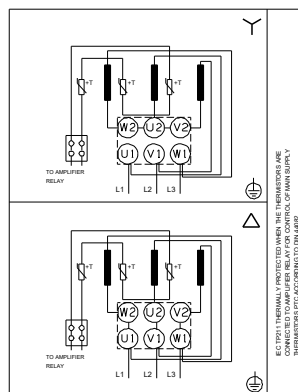 +T +T +T
W2 U2 V2
U1 V1 W1
TO AMPLIFIER
RELAY
L1 L2 L3
+T +T +T
W2 U2 V2
U1 V1 W1
TO AMPLIFIER
RELAY
L1 L2 L3
IEC TP211 THERMALLY PROTECTED WHEN THE THERMISTORS ARE
CONNECTED TO AMPLIFIER RELAY FOR CONTROL OF MAIN SUPPLY
THERMISTORS PTC ACCORDING TO DIN 44082